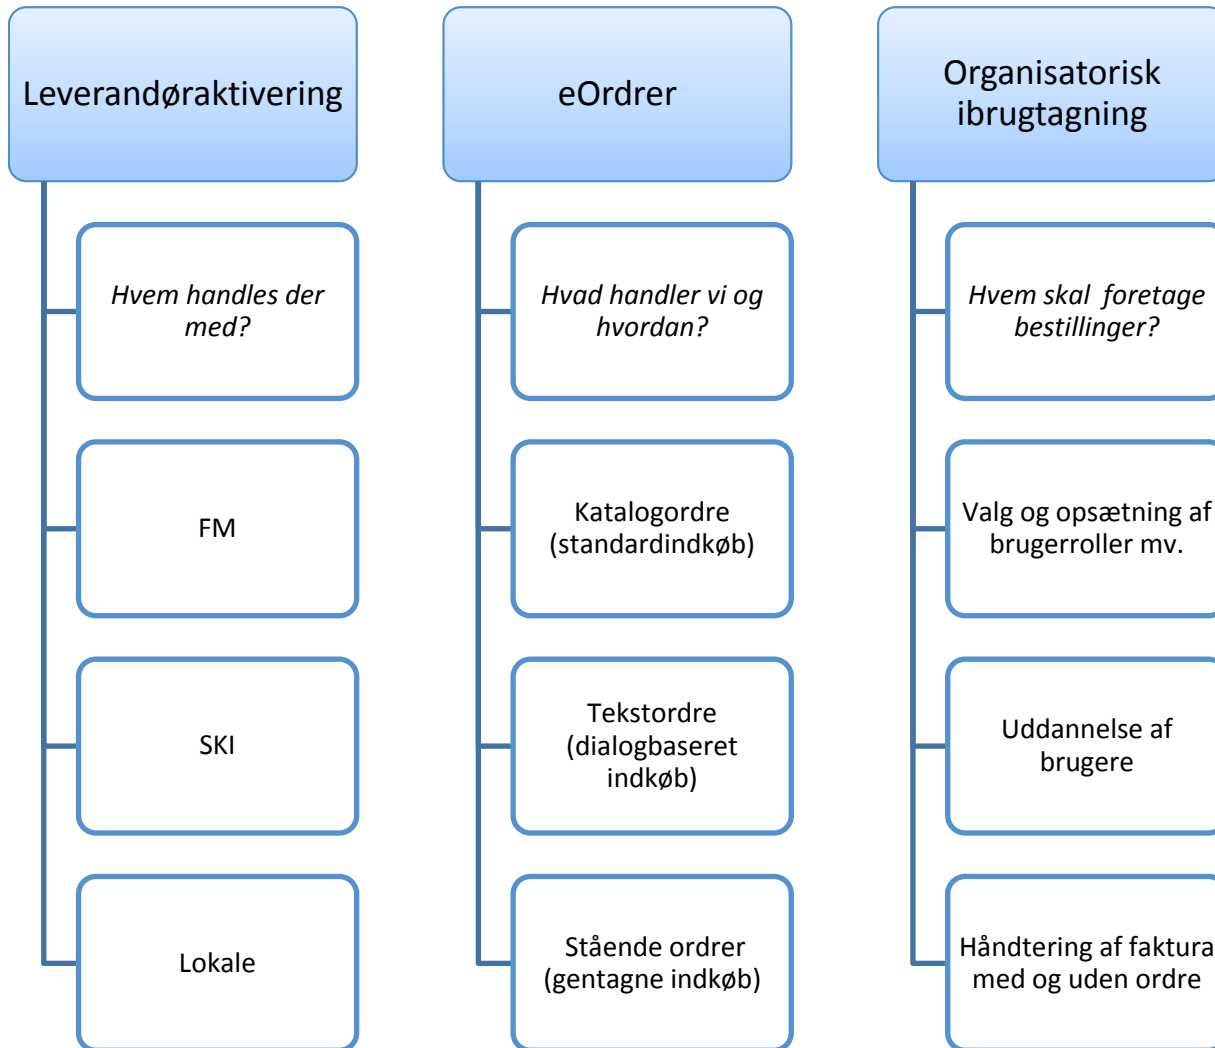 Leverandøraktivering
Hvem handles der
med?
FM
SKI
Lokale
eOrdrer
Hvad handler vi og
hvordan?
Katalogordre
(standardindkøb)
Tekstordre
(dialogbaseret
indkøb)
Stående ordrer
(gentagne indkøb)
Organisatorisk
ibrugtagning
Hvem skal  foretage
bestillinger?
Valg og opsætning af
brugerroller mv.
Uddannelse af
brugere
Håndtering af faktura
med og uden ordre